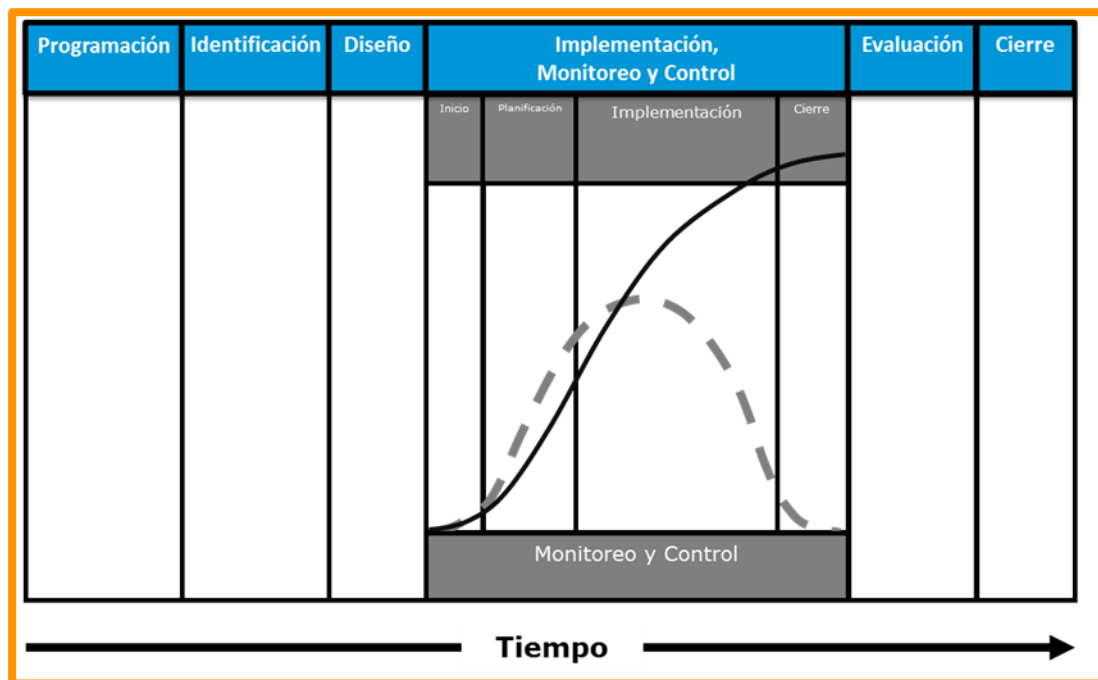 Programación
Identificación
Diseño
Implementación,
Monitoreo y Control
Evaluación
Cierre
Inicio
Planificación
Implementación
Cierre
Monitoreo y Control
Tiempo